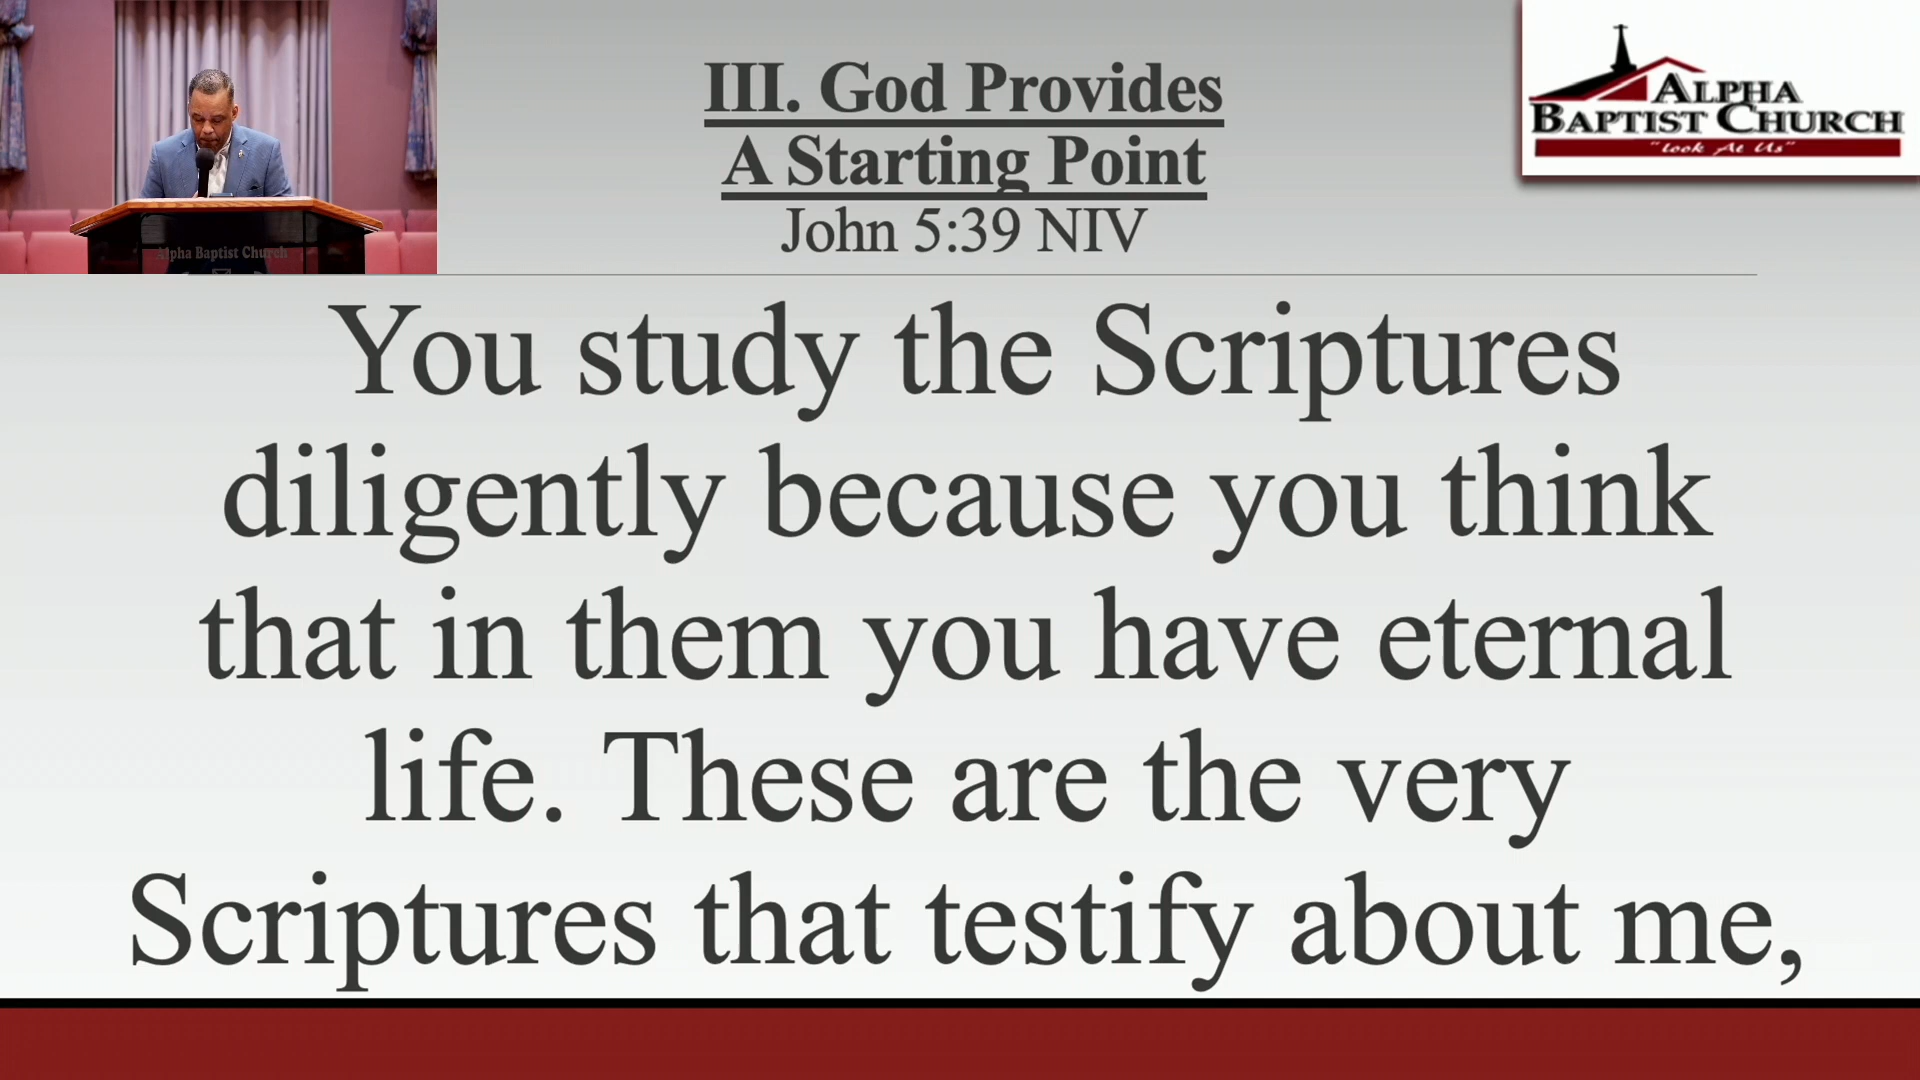 III. God Provides
A Starting Point
John 5:39 NIV
ALPHA
BAPTIST CHURCH
"Look At Us"
Alpha Baptist Church
You study the Scriptures
diligently because you think
that in them you have eternal
life. These are the very
Scriptures that testify about me,